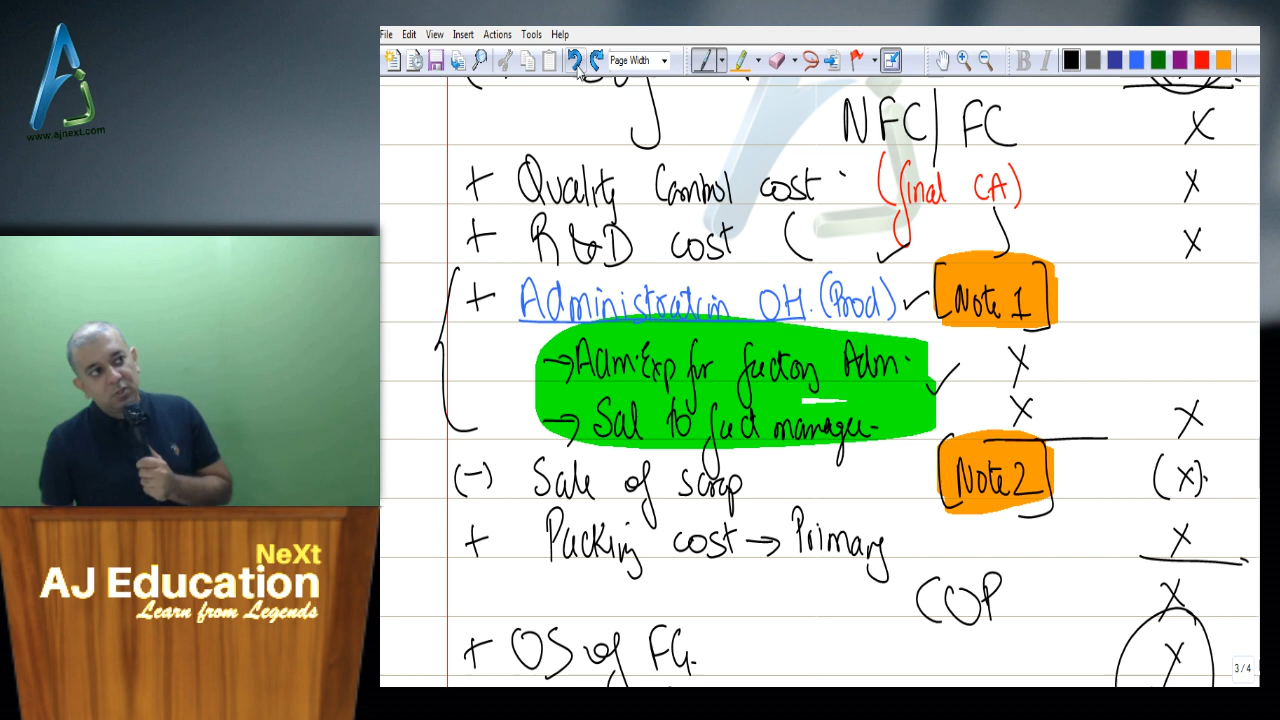 AJ
www.ajnext.com
File Edit View Insert Actions Tools Help
Page Width
B I
NFC | FC X
+ Quality Control cost (final CA) X
+ R&D cost ( ) X
+ Administration OH. (Prod) ✓ [Note 1]
→ Adm. Exp for factory Adm. ✓ X
→ Sal to fact manager X X
(-) Sale of scrap [Note 2] (X)
+ Packing cost → Primary X
COP X
+ OS of FG. X
3/4
NeXt
AJ Education
Learn from Legends